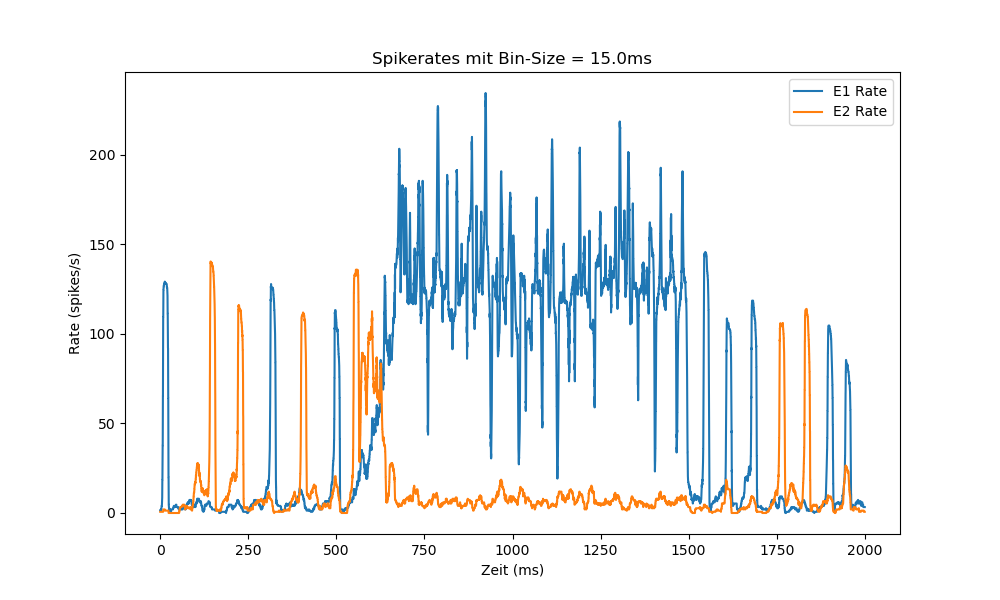 Spikerates mit Bin-Size = 15.0ms
E1 Rate
E2 Rate
Rate (spikes/s)
200
150
100
50
0
0 250 500 750 1000 1250 1500 1750 2000
Zeit (ms)